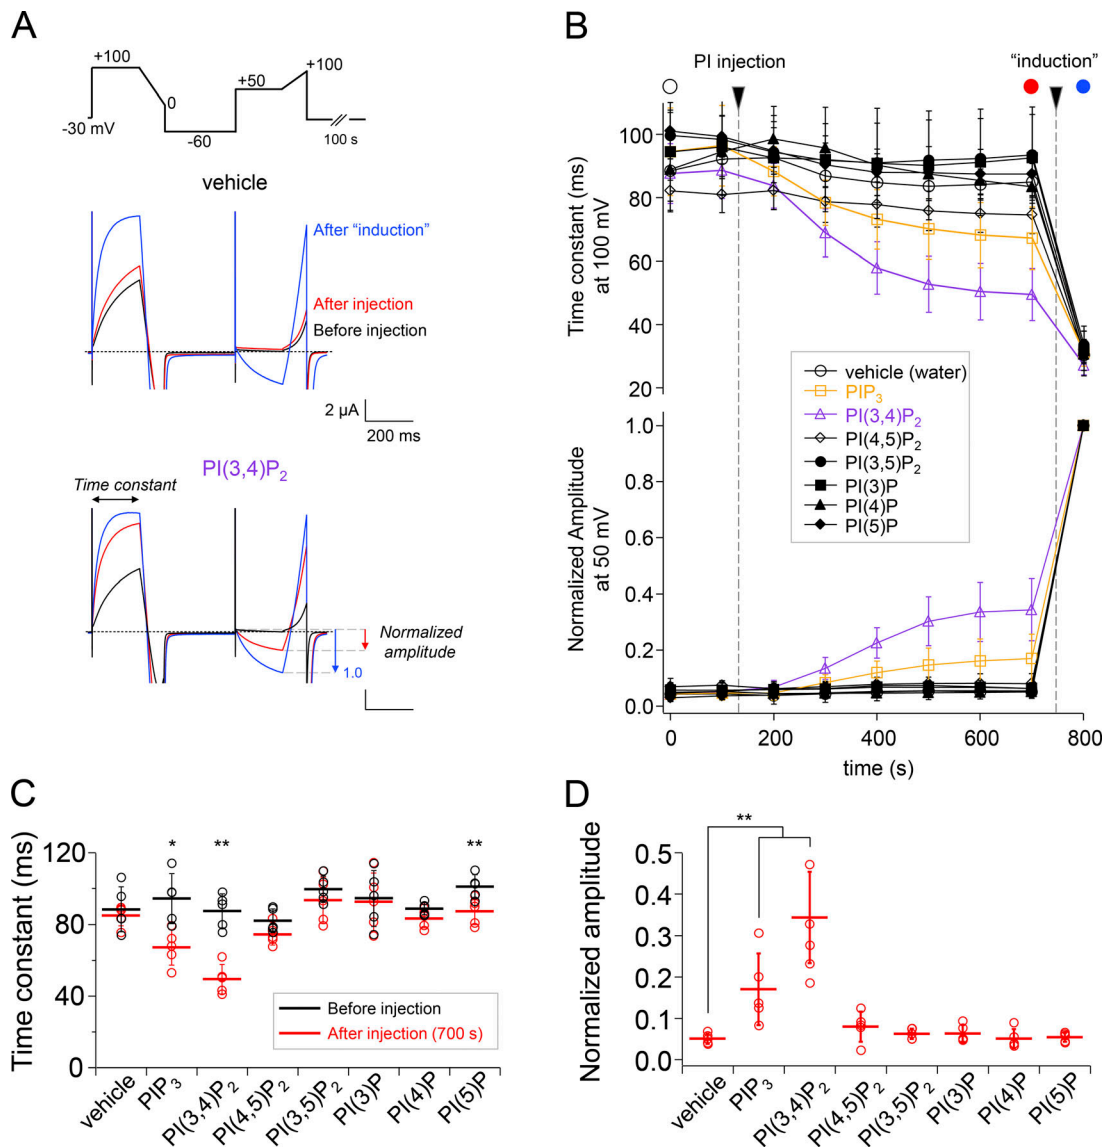 A
+100
+100
+50
0
-30 mV
-60
100 s
vehicle
After “induction”
After injection
Before injection
2 µA
200 ms
PI(3,4)P2
Time constant
Normalized
amplitude
1.0
B
PI injection
“induction”
Time constant (ms)
at 100 mV
100
80
60
40
20
vehicle (water)
PIP3
PI(3,4)P2
PI(4,5)P2
PI(3,5)P2
PI(3)P
PI(4)P
PI(5)P
Normalized Amplitude
at 50 mV
1.0
0.8
0.6
0.4
0.2
0.0
0
200
400
600
800
time (s)
C
Time constant (ms)
120
80
40
0
*
**
**
Before injection
After injection (700 s)
vehicle
PIP3
PI(3,4)P2
PI(4,5)P2
PI(3,5)P2
PI(3)P
PI(4)P
PI(5)P
D
Normalized amplitude
0.5
0.4
0.3
0.2
0.1
0.0
**
vehicle
PIP3
PI(3,4)P2
PI(4,5)P2
PI(3,5)P2
PI(3)P
PI(4)P
PI(5)P